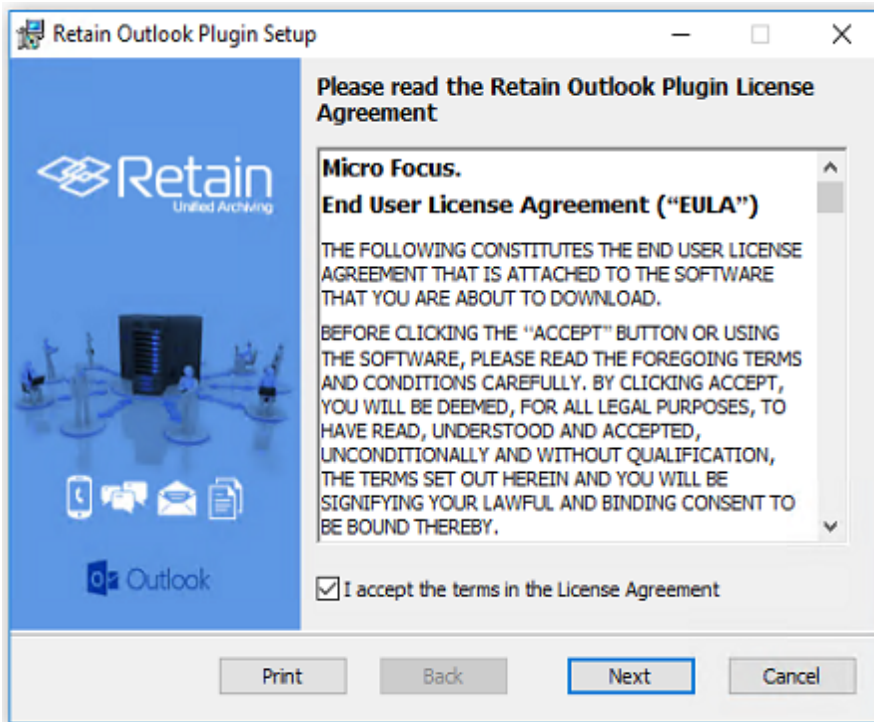 Retain Outlook Plugin Setup
Please read the Retain Outlook Plugin License
Agreement
Retain
Unified Archiving
Micro Focus.
End User License Agreement (“EULA”)
THE FOLLOWING CONSTITUTES THE END USER LICENSE
AGREEMENT THAT IS ATTACHED TO THE SOFTWARE
THAT YOU ARE ABOUT TO DOWNLOAD.
BEFORE CLICKING THE “ACCEPT” BUTTON OR USING
THE SOFTWARE, PLEASE READ THE FOREGOING TERMS
AND CONDITIONS CAREFULLY. BY CLICKING ACCEPT,
YOU WILL BE DEEMED, FOR ALL LEGAL PURPOSES, TO
HAVE READ, UNDERSTOOD AND ACCEPTED,
UNCONDITIONALLY AND WITHOUT QUALIFICATION,
THE TERMS SET OUT HEREIN AND YOU WILL BE
SIGNIFYING YOUR LAWFUL AND BINDING CONSENT TO
BE BOUND THEREBY.
Outlook
I accept the terms in the License Agreement
Print
Back
Next
Cancel